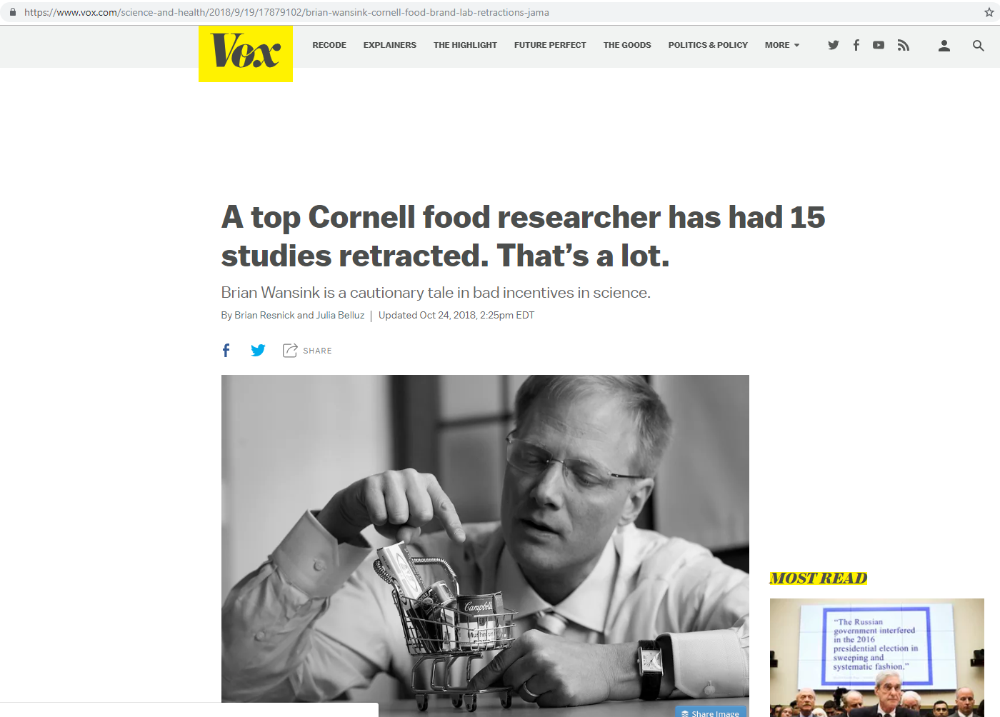 https://www.vox.com/science-and-health/2018/9/19/17879102/brian-wansink-cornell-food-brand-lab-retractions-jama
Vox
RECODE EXPLAINERS THE HIGHLIGHT FUTURE PERFECT THE GOODS POLITICS & POLICY MORE
A top Cornell food researcher has had 15
studies retracted. That’s a lot.
Brian Wansink is a cautionary tale in bad incentives in science.
By Brian Resnick and Julia Belluz | Updated Oct 24, 2018, 2:25pm EDT
SHARE
Campbell's
Mushroom
Share Image
MOST READ
“The Russian
government interfered
in the 2016
presidential election in
sweeping and
systematic fashion.”